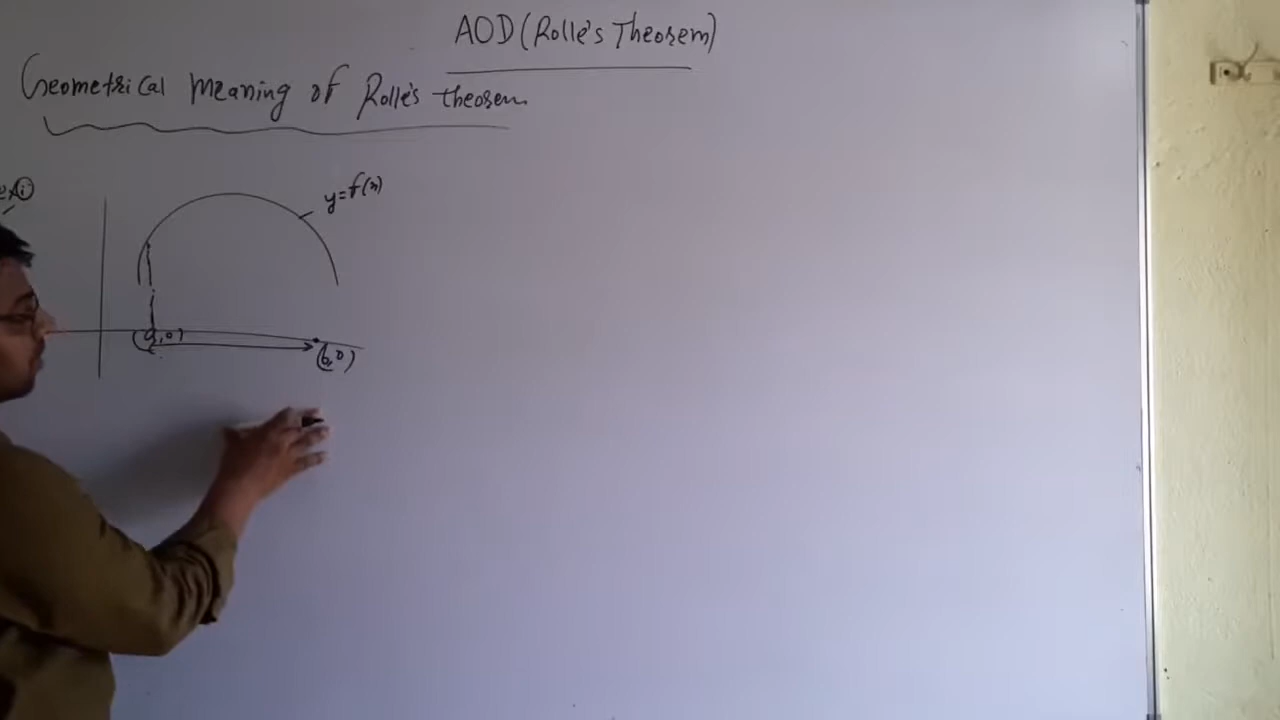 AOD (Rolle's Theorem)
Geometrical Meaning of Rolle's theorem
y=f(x)
(a,0)
(b,0)